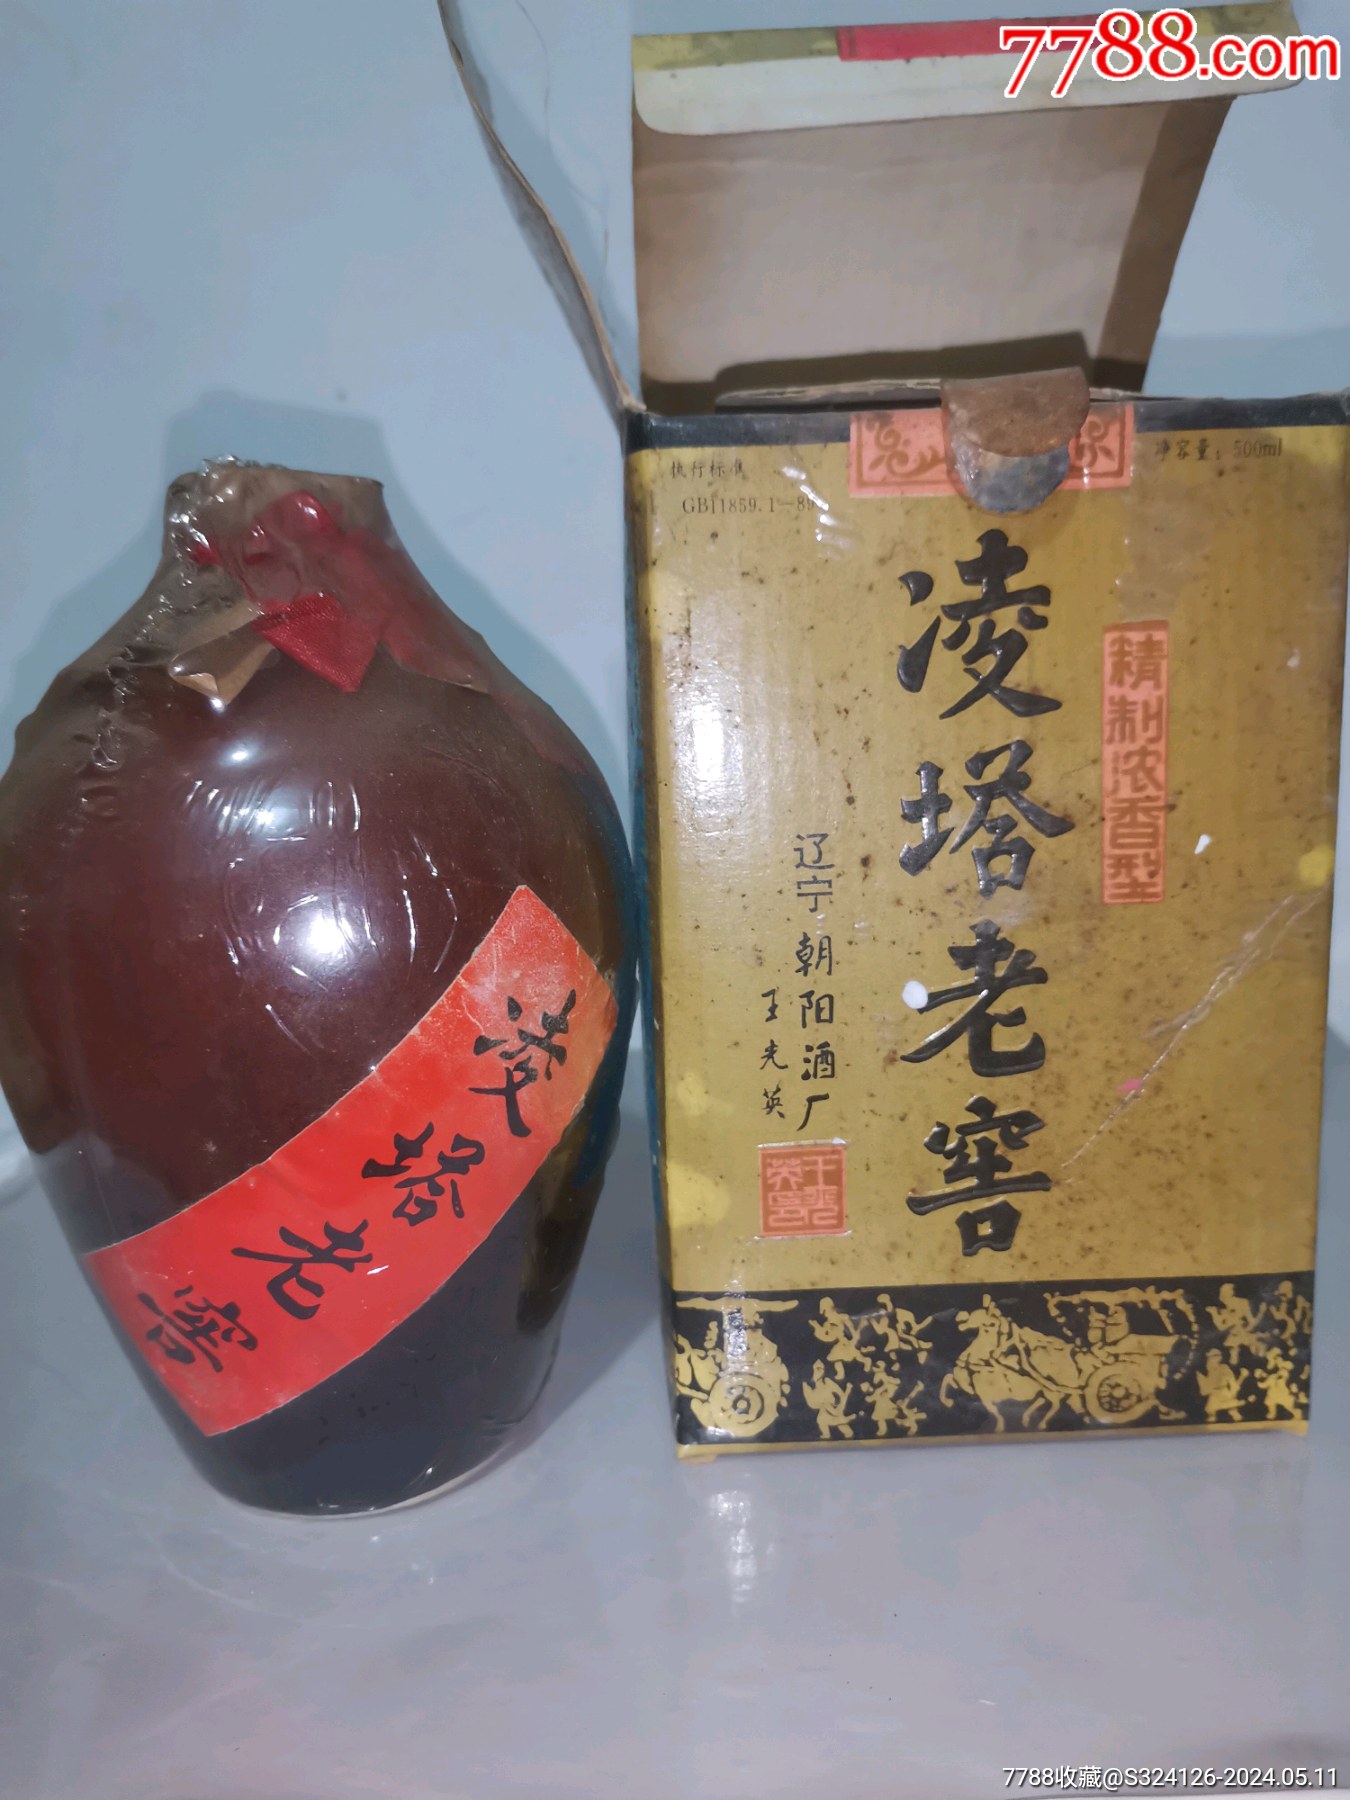 7788.com
执行标准
GB11859.1-89
净容量：500ml
凌塔老窖
精制浓香型
辽宁朝阳酒厂
王光英
凌塔老窖
7788收藏@S324126-2024.05.11